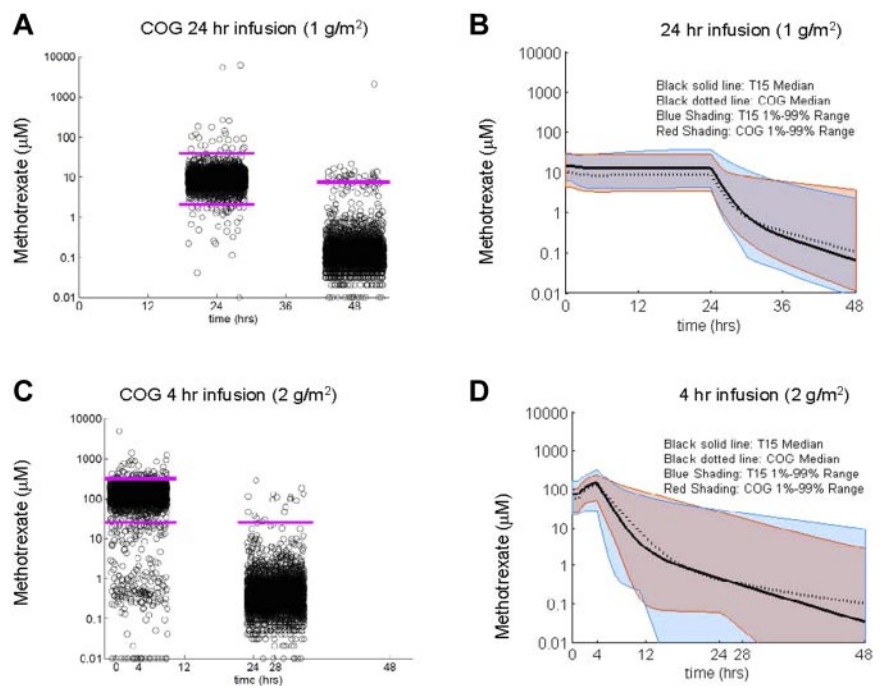 A
COG 24 hr infusion (1 g/m²)
10000
1000
100
10
1
0.1
0.01
Methotrexate (μM)
0 12 24 36 48
time (hrs)
B
24 hr infusion (1 g/m²)
Black solid line: T15 Median
Black dotted line: COG Median
Blue Shading: T15 1%-99% Range
Red Shading: COG 1%-99% Range
10000
1000
100
10
1
0.1
0.01
Methotrexate (μM)
0 12 24 36 48
time (hrs)
C
COG 4 hr infusion (2 g/m²)
10000
1000
100
10
1
0.1
0.01
Methotrexate (μM)
0 4 12 24 28 48
time (hrs)
D
4 hr infusion (2 g/m²)
Black solid line: T15 Median
Black dotted line: COG Median
Blue Shading: T15 1%-99% Range
Red Shading: COG 1%-99% Range
10000
1000
100
10
1
0.1
0.01
Methotrexate (μM)
0 4 12 24 28 48
time (hrs)